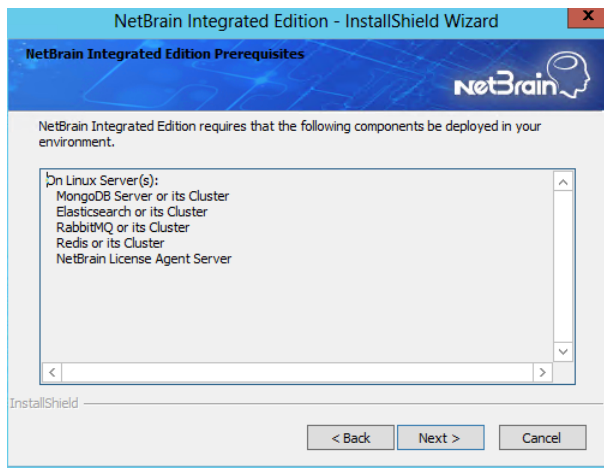 NetBrain Integrated Edition - InstallShield Wizard
x
NetBrain Integrated Edition Prerequisites
NetBrain
NetBrain Integrated Edition requires that the following components be deployed in your
environment.
On Linux Server(s):
MongoDB Server or its Cluster
Elasticsearch or its Cluster
RabbitMQ or its Cluster
Redis or its Cluster
NetBrain License Agent Server
InstallShield
< Back
Next >
Cancel